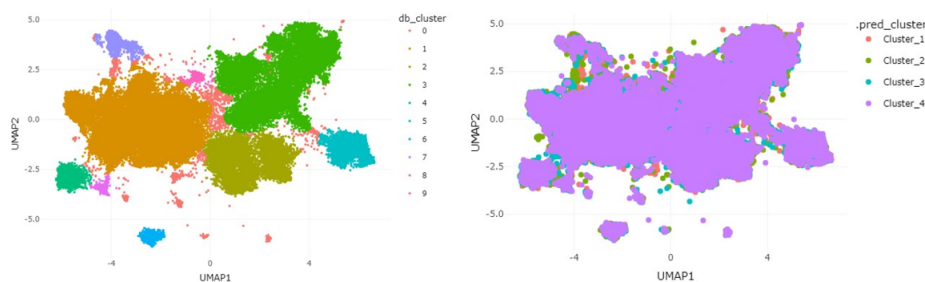 db_cluster
0
1
2
3
4
5
6
7
8
9
5.0
2.5
0.0
-2.5
-5.0
UMAP2
-4
0
4
UMAP1
.pred_cluster
Cluster_1
Cluster_2
Cluster_3
Cluster_4
5.0
2.5
0.0
-2.5
-5.0
UMAP2
-4
0
4
UMAP1